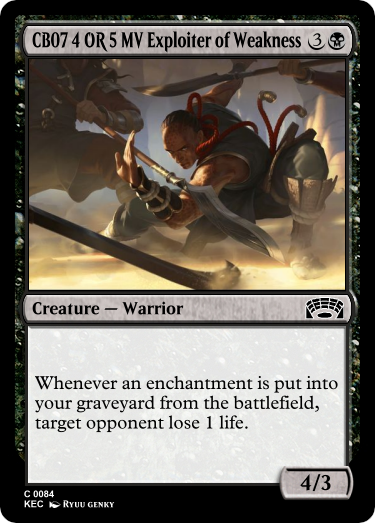 CB07 4 OR 5 MV Exploiter of Weakness 3
Creature — Warrior
Whenever an enchantment is put into
your graveyard from the battlefield,
target opponent lose 1 life.
4/3
C 0084
KEC Ryuu genky